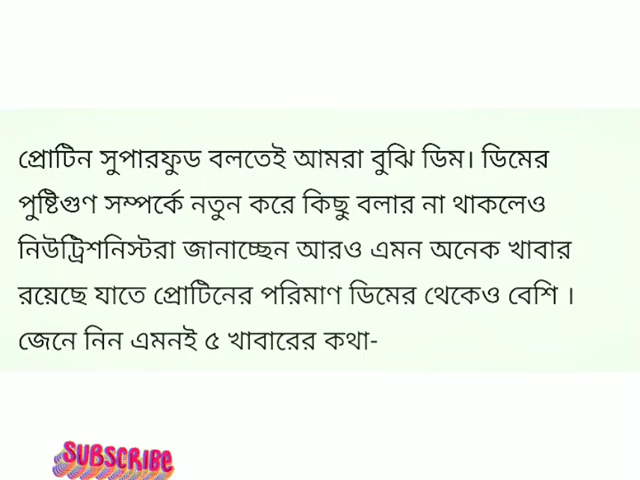 প্রোটিন সুপারফুড বলতেই আমরা বুঝি ডিম। ডিমের
পুষ্টিগুণ সম্পর্কে নতুন করে কিছু বলার না থাকলেও
নিউট্রিশনিস্টরা জানাচ্ছেন আরও এমন অনেক খাবার
রয়েছে যাতে প্রোটিনের পরিমাণ ডিমের থেকেও বেশি ।
জেনে নিন এমনই ৫ খাবারের কথা-
SUBSCRIBE